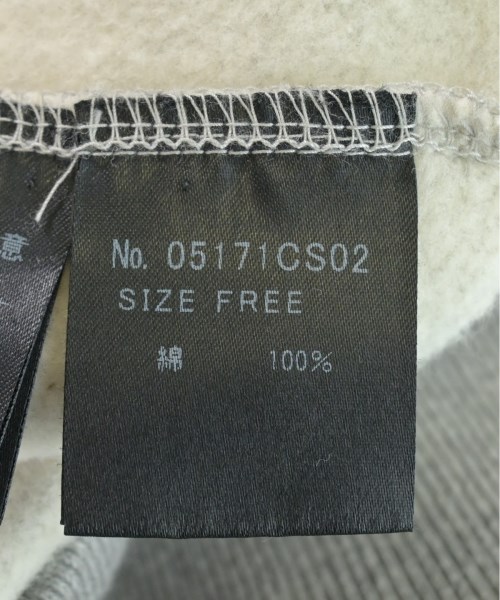 意
No. 05171CS02
SIZE FREE
綿 100%